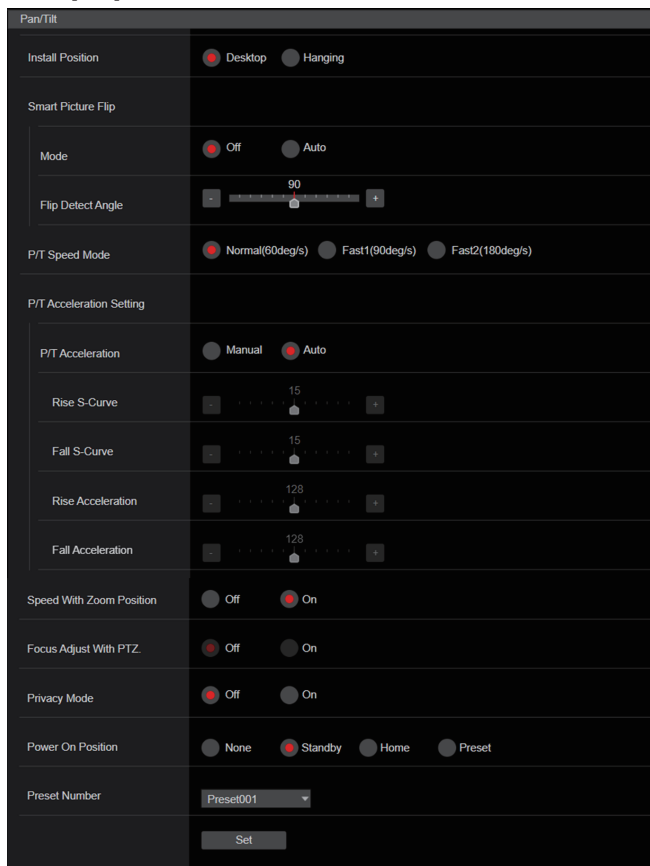 Pan/Tilt
Install Position Desktop Hanging
Smart Picture Flip
Mode Off Auto
90
Flip Detect Angle - +
P/T Speed Mode Normal(60deg/s) Fast1(90deg/s) Fast2(180deg/s)
P/T Acceleration Setting
P/T Acceleration Manual Auto
15
Rise S-Curve - +
15
Fall S-Curve - +
128
Rise Acceleration - +
128
Fall Acceleration - +
Speed With Zoom Position Off On
Focus Adjust With PTZ. Off On
Privacy Mode Off On
Power On Position None Standby Home Preset
Preset Number Preset001
Set